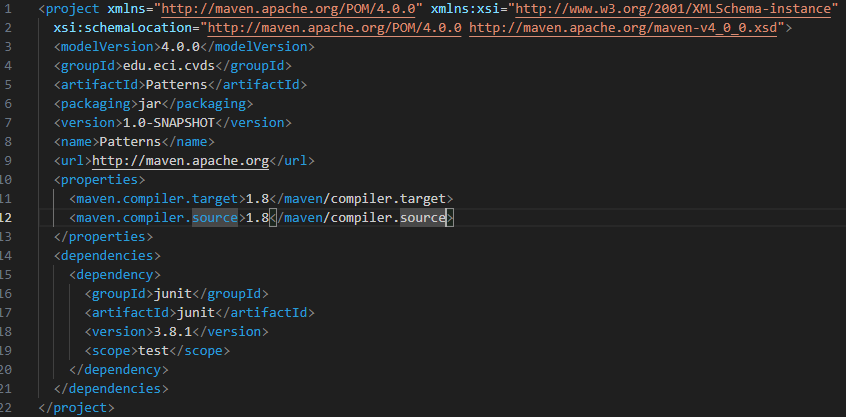 1 <project xmlns="http://maven.apache.org/POM/4.0.0" xmlns:xsi="http://www.w3.org/2001/XMLSchema-instance"
2 xsi:schemaLocation="http://maven.apache.org/POM/4.0.0 http://maven.apache.org/maven-v4_0_0.xsd">
3 <modelVersion>4.0.0</modelVersion>
4 <groupId>edu.eci.cvds</groupId>
5 <artifactId>Patterns</artifactId>
6 <packaging>jar</packaging>
7 <version>1.0-SNAPSHOT</version>
8 <name>Patterns</name>
9 <url>http://maven.apache.org</url>
10 <properties>
11 <maven.compiler.target>1.8</maven/compiler.target>
12 <maven.compiler.source>1.8</maven/compiler.source>
13 </properties>
14 <dependencies>
15 <dependency>
16 <groupId>junit</groupId>
17 <artifactId>junit</artifactId>
18 <version>3.8.1</version>
19 <scope>test</scope>
20 </dependency>
21 </dependencies>
22 </project>